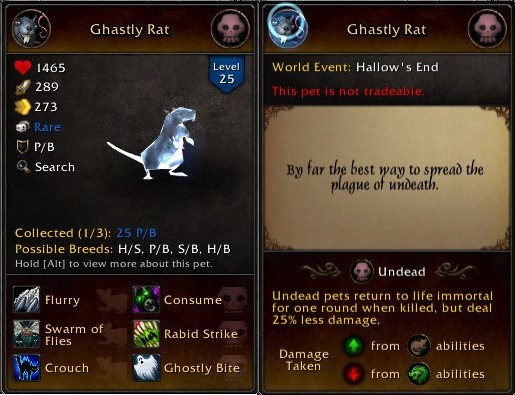 Ghastly Rat
1465
Level
25
289
273
Rare
P/B
Search
Collected (1/3): 25 P/B
Possible Breeds: H/S, P/B, S/B, H/B
Hold [Alt] to view more about this pet.
Flurry
Consume
Swarm of
Flies
Rabid Strike
Crouch
Ghostly Bite
Ghastly Rat
World Event: Hallow's End
This pet is not tradeable.
By far the best way to spread the
plague of undeath.
Undead
Undead pets return to life immortal
for one round when killed, but deal
25% less damage.
Damage
Taken
from abilities
from abilities